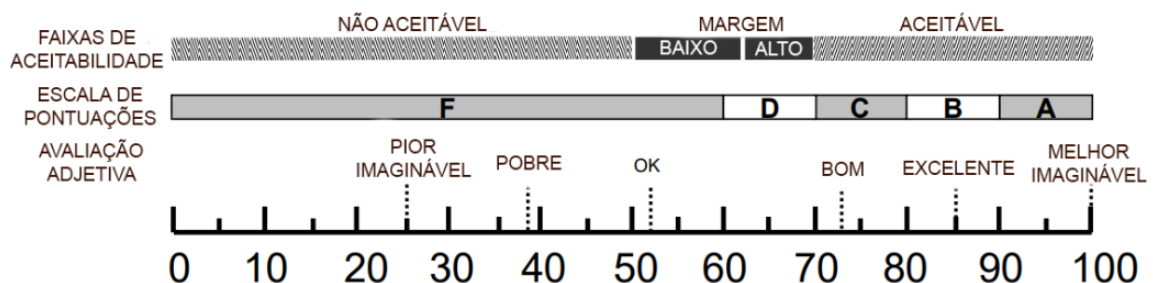 NÃO ACEITÁVEL MARGEM ACEITÁVEL
FAIXAS DE
ACEITABILIDADE
BAIXO ALTO
ESCALA DE
PONTUAÇÕES
F D C B A
AVALIAÇÃO
ADJETIVA
PIOR
IMAGINÁVEL
POBRE
OK
BOM
EXCELENTE
MELHOR
IMAGINÁVEL
0 10 20 30 40 50 60 70 80 90 100